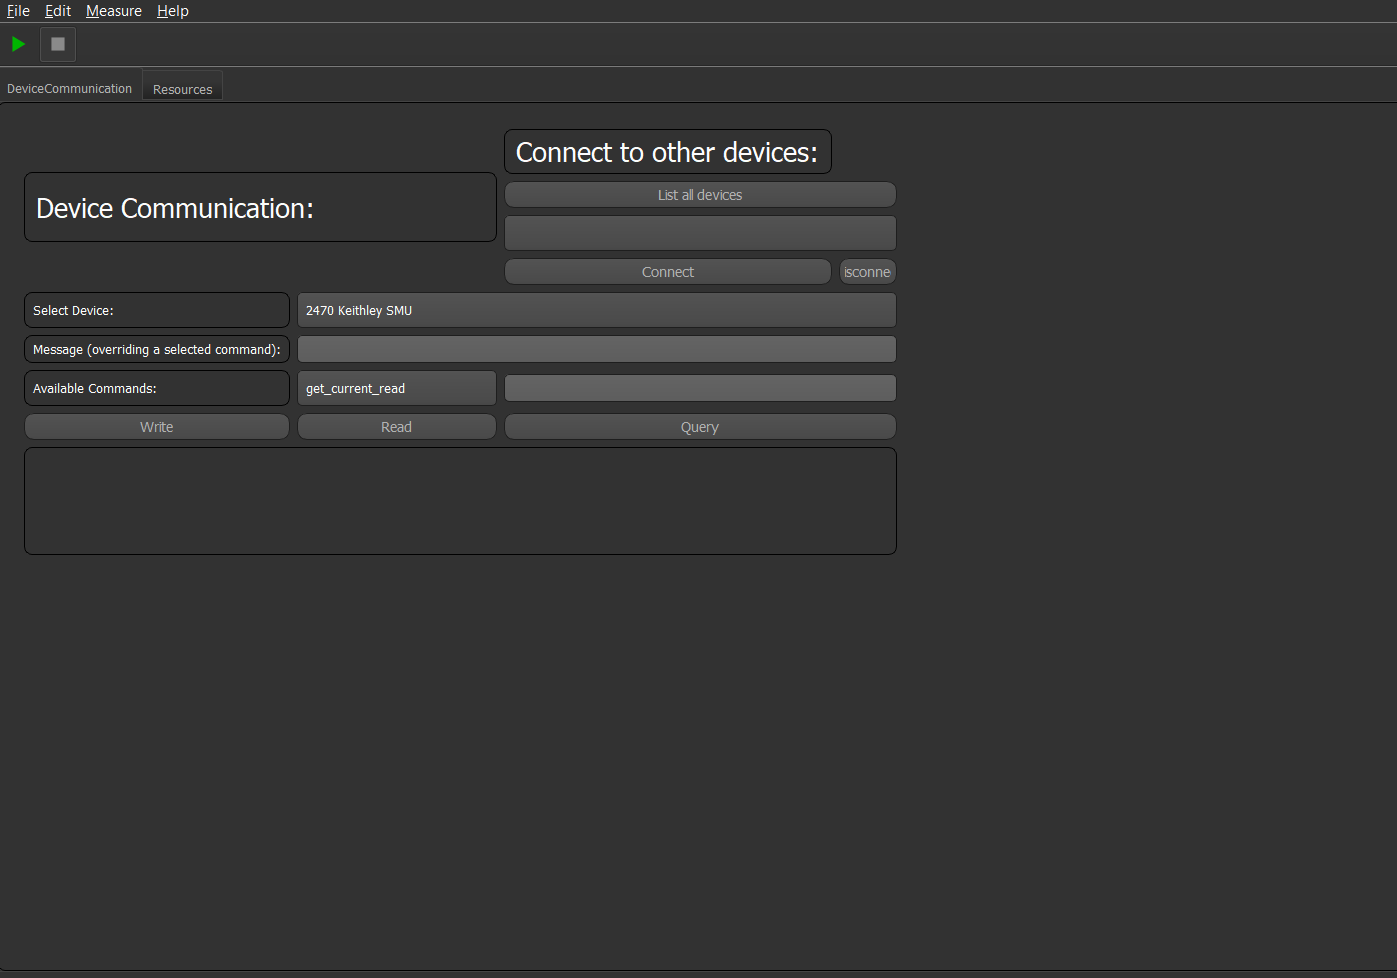 File Edit Measure Help
DeviceCommunication Resources
Connect to other devices:
List all devices
Device Communication:
Connect isconne
Select Device: 2470 Keithley SMU
Message (overriding a selected command):
Available Commands: get_current_read
Write Read Query